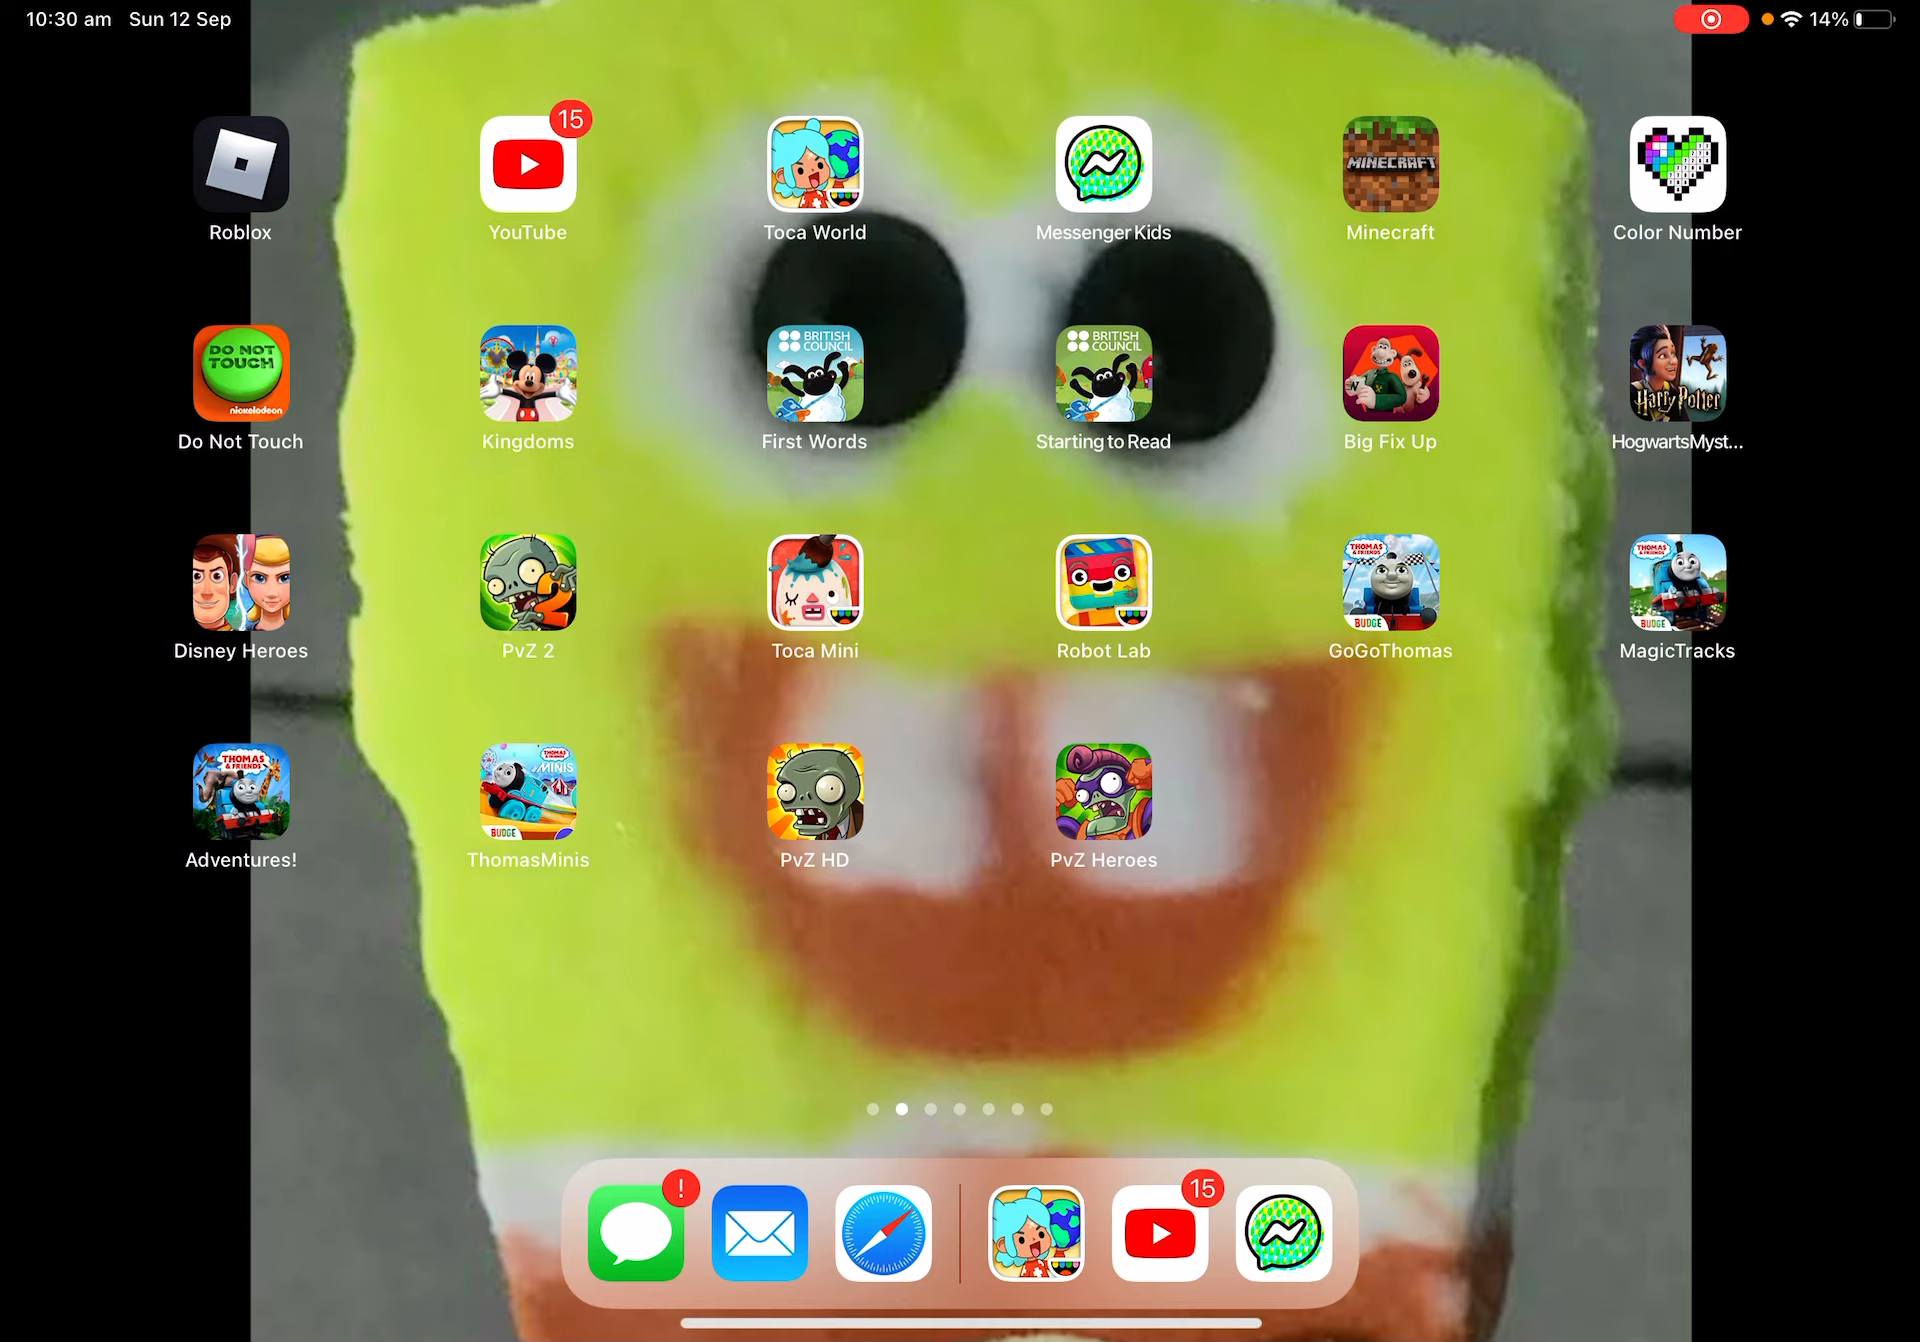 10:30 am Sun 12 Sep
14%
15
MINECRAFT
Roblox
YouTube
Toca World
Messenger Kids
Minecraft
Color Number
DO NOT
TOUCH
nickelodeon
BRITISH
COUNCIL
BRITISH
COUNCIL
Harry Potter
Do Not Touch
Kingdoms
First Words
Starting to Read
Big Fix Up
HogwartsMyst...
2
THOMAS
& FRIENDS
BUDGE
THOMAS
& FRIENDS
BUDGE
Disney Heroes
PvZ 2
Toca Mini
Robot Lab
GoGoThomas
MagicTracks
THOMAS
& FRIENDS
THOMAS
& FRIENDS
MINIS
BUDGE
Adventures!
ThomasMinis
PvZ HD
PvZ Heroes
!
15